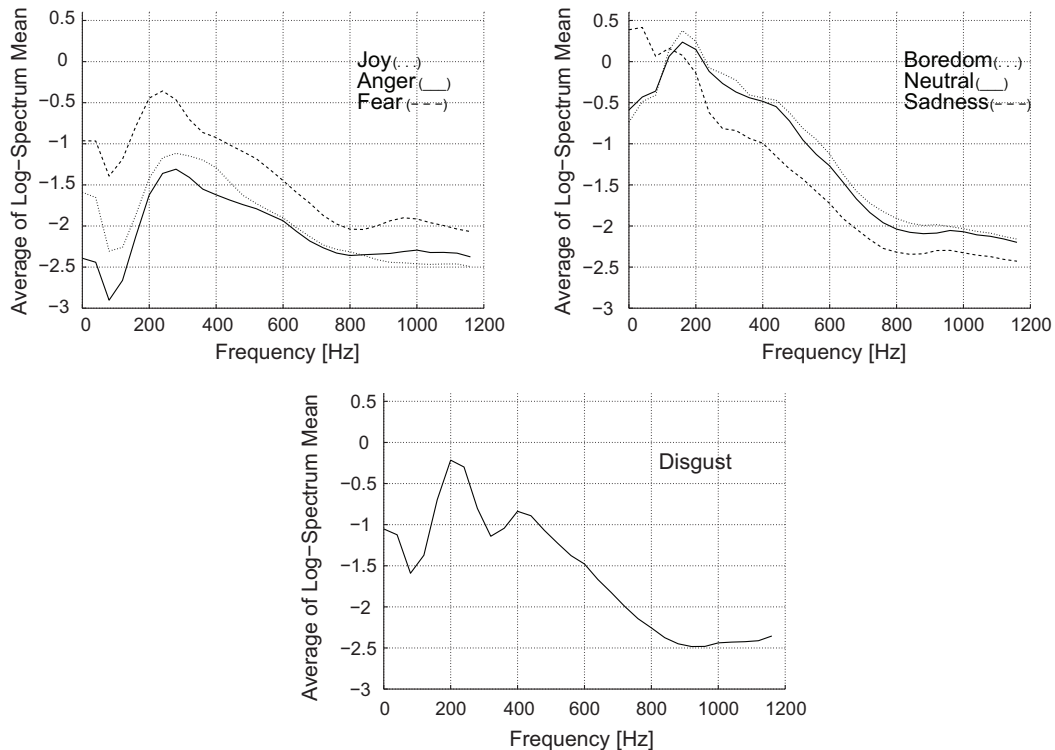 Average of Log-Spectrum Mean
0.5
0
-0.5
-1
-1.5
-2
-2.5
-3
Joy(...)
Anger(___)
Fear(---)
0 200 400 600 800 1000 1200
Frequency [Hz]
Average of Log-Spectrum Mean
0.5
0
-0.5
-1
-1.5
-2
-2.5
-3
Boredom(...)
Neutral(___)
Sadness(---)
0 200 400 600 800 1000 1200
Frequency [Hz]
Average of Log-Spectrum Mean
0.5
0
-0.5
-1
-1.5
-2
-2.5
-3
Disgust
0 200 400 600 800 1000 1200
Frequency [Hz]